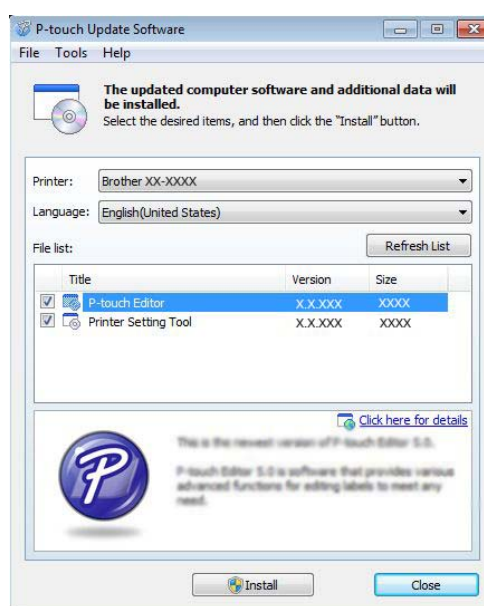 P-touch Update Software
File Tools Help
The updated computer software and additional data will
be installed.
Select the desired items, and then click the "Install" button.
Printer: Brother XX-XXXX
Language: English(United States)
File list: Refresh List
Title Version Size
P-touch Editor X.X.XXX XXXX
Printer Setting Tool X.X.XXX XXXX
Click here for details
This is the newest version of P-touch Editor 5.0.
P-touch Editor 5.0 is software that provides various
advanced functions for editing labels to meet any
need.
P
Install Close